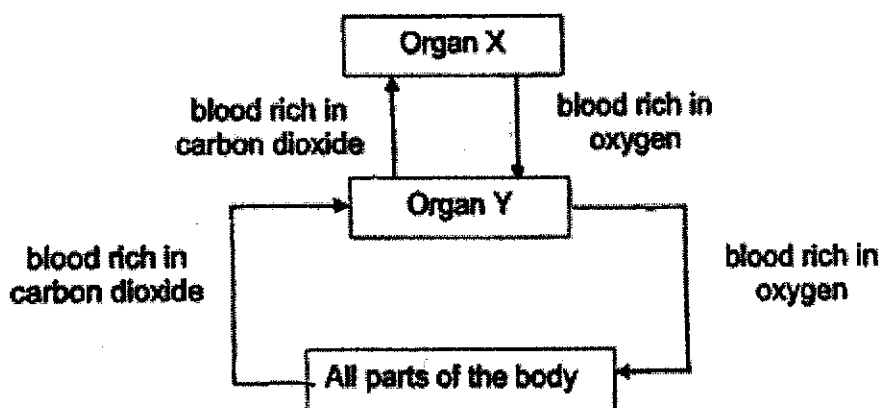 Organ X
blood rich in
carbon dioxide
blood rich in
oxygen
Organ Y
blood rich in
carbon dioxide
blood rich in
oxygen
All parts of the body